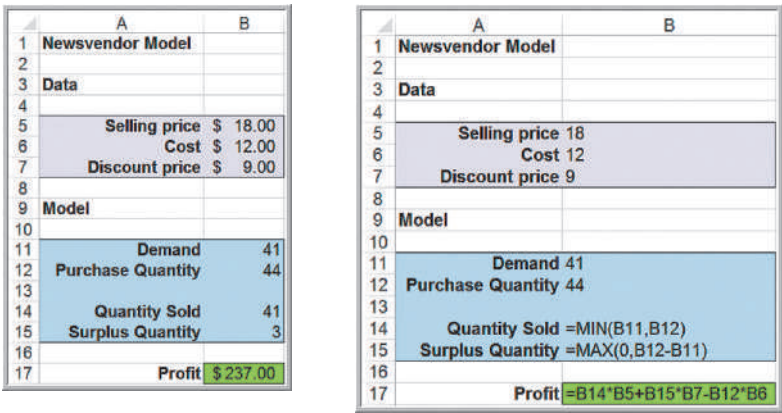 A B
1 Newsvendor Model
2
3 Data
4
5 Selling price $ 18.00
6 Cost $ 12.00
7 Discount price $ 9.00
8
9 Model
10
11 Demand 41
12 Purchase Quantity 44
13
14 Quantity Sold 41
15 Surplus Quantity 3
16
17 Profit $ 237.00
A B
1 Newsvendor Model
2
3 Data
4
5 Selling price 18
6 Cost 12
7 Discount price 9
8
9 Model
10
11 Demand 41
12 Purchase Quantity 44
13
14 Quantity Sold =MIN(B11,B12)
15 Surplus Quantity =MAX(0,B12-B11)
16
17 Profit =B14*B5+B15*B7-B12*B6